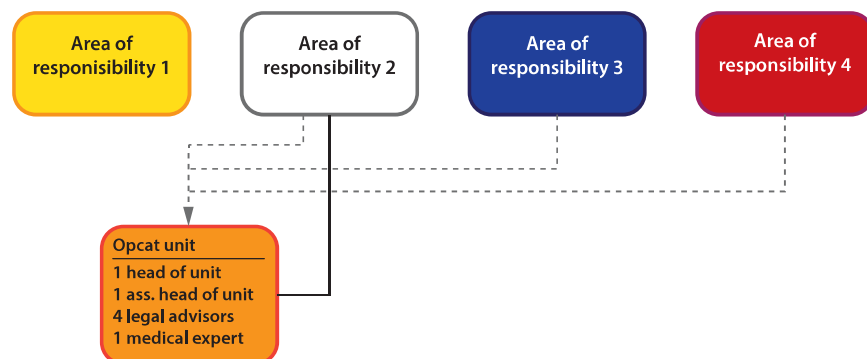 Area of
responisibility 1
Area of
responsibility 2
Area of
responsibility 3
Area of
responsibility 4
Opcat unit
1 head of unit
1 ass. head of unit
4 legal advisors
1 medical expert